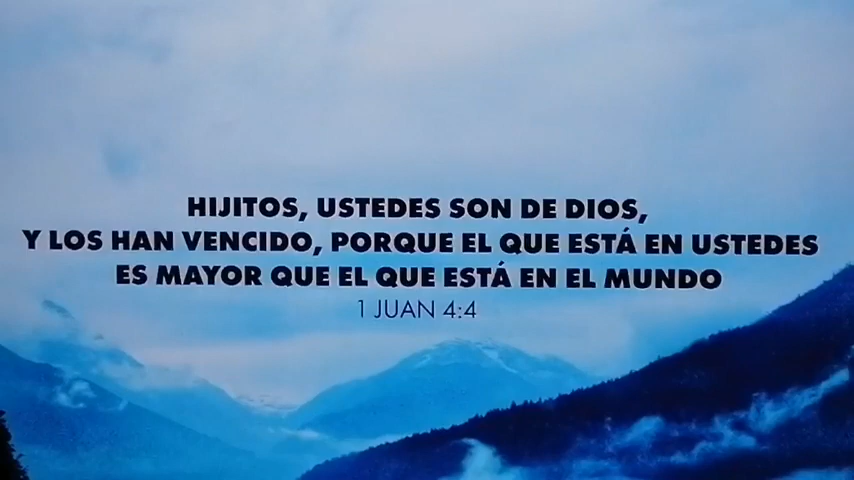 HIJITOS, USTEDES SON DE DIOS,
Y LOS HAN VENCIDO, PORQUE EL QUE ESTÁ EN USTEDES
ES MAYOR QUE EL QUE ESTÁ EN EL MUNDO
1 JUAN 4:4